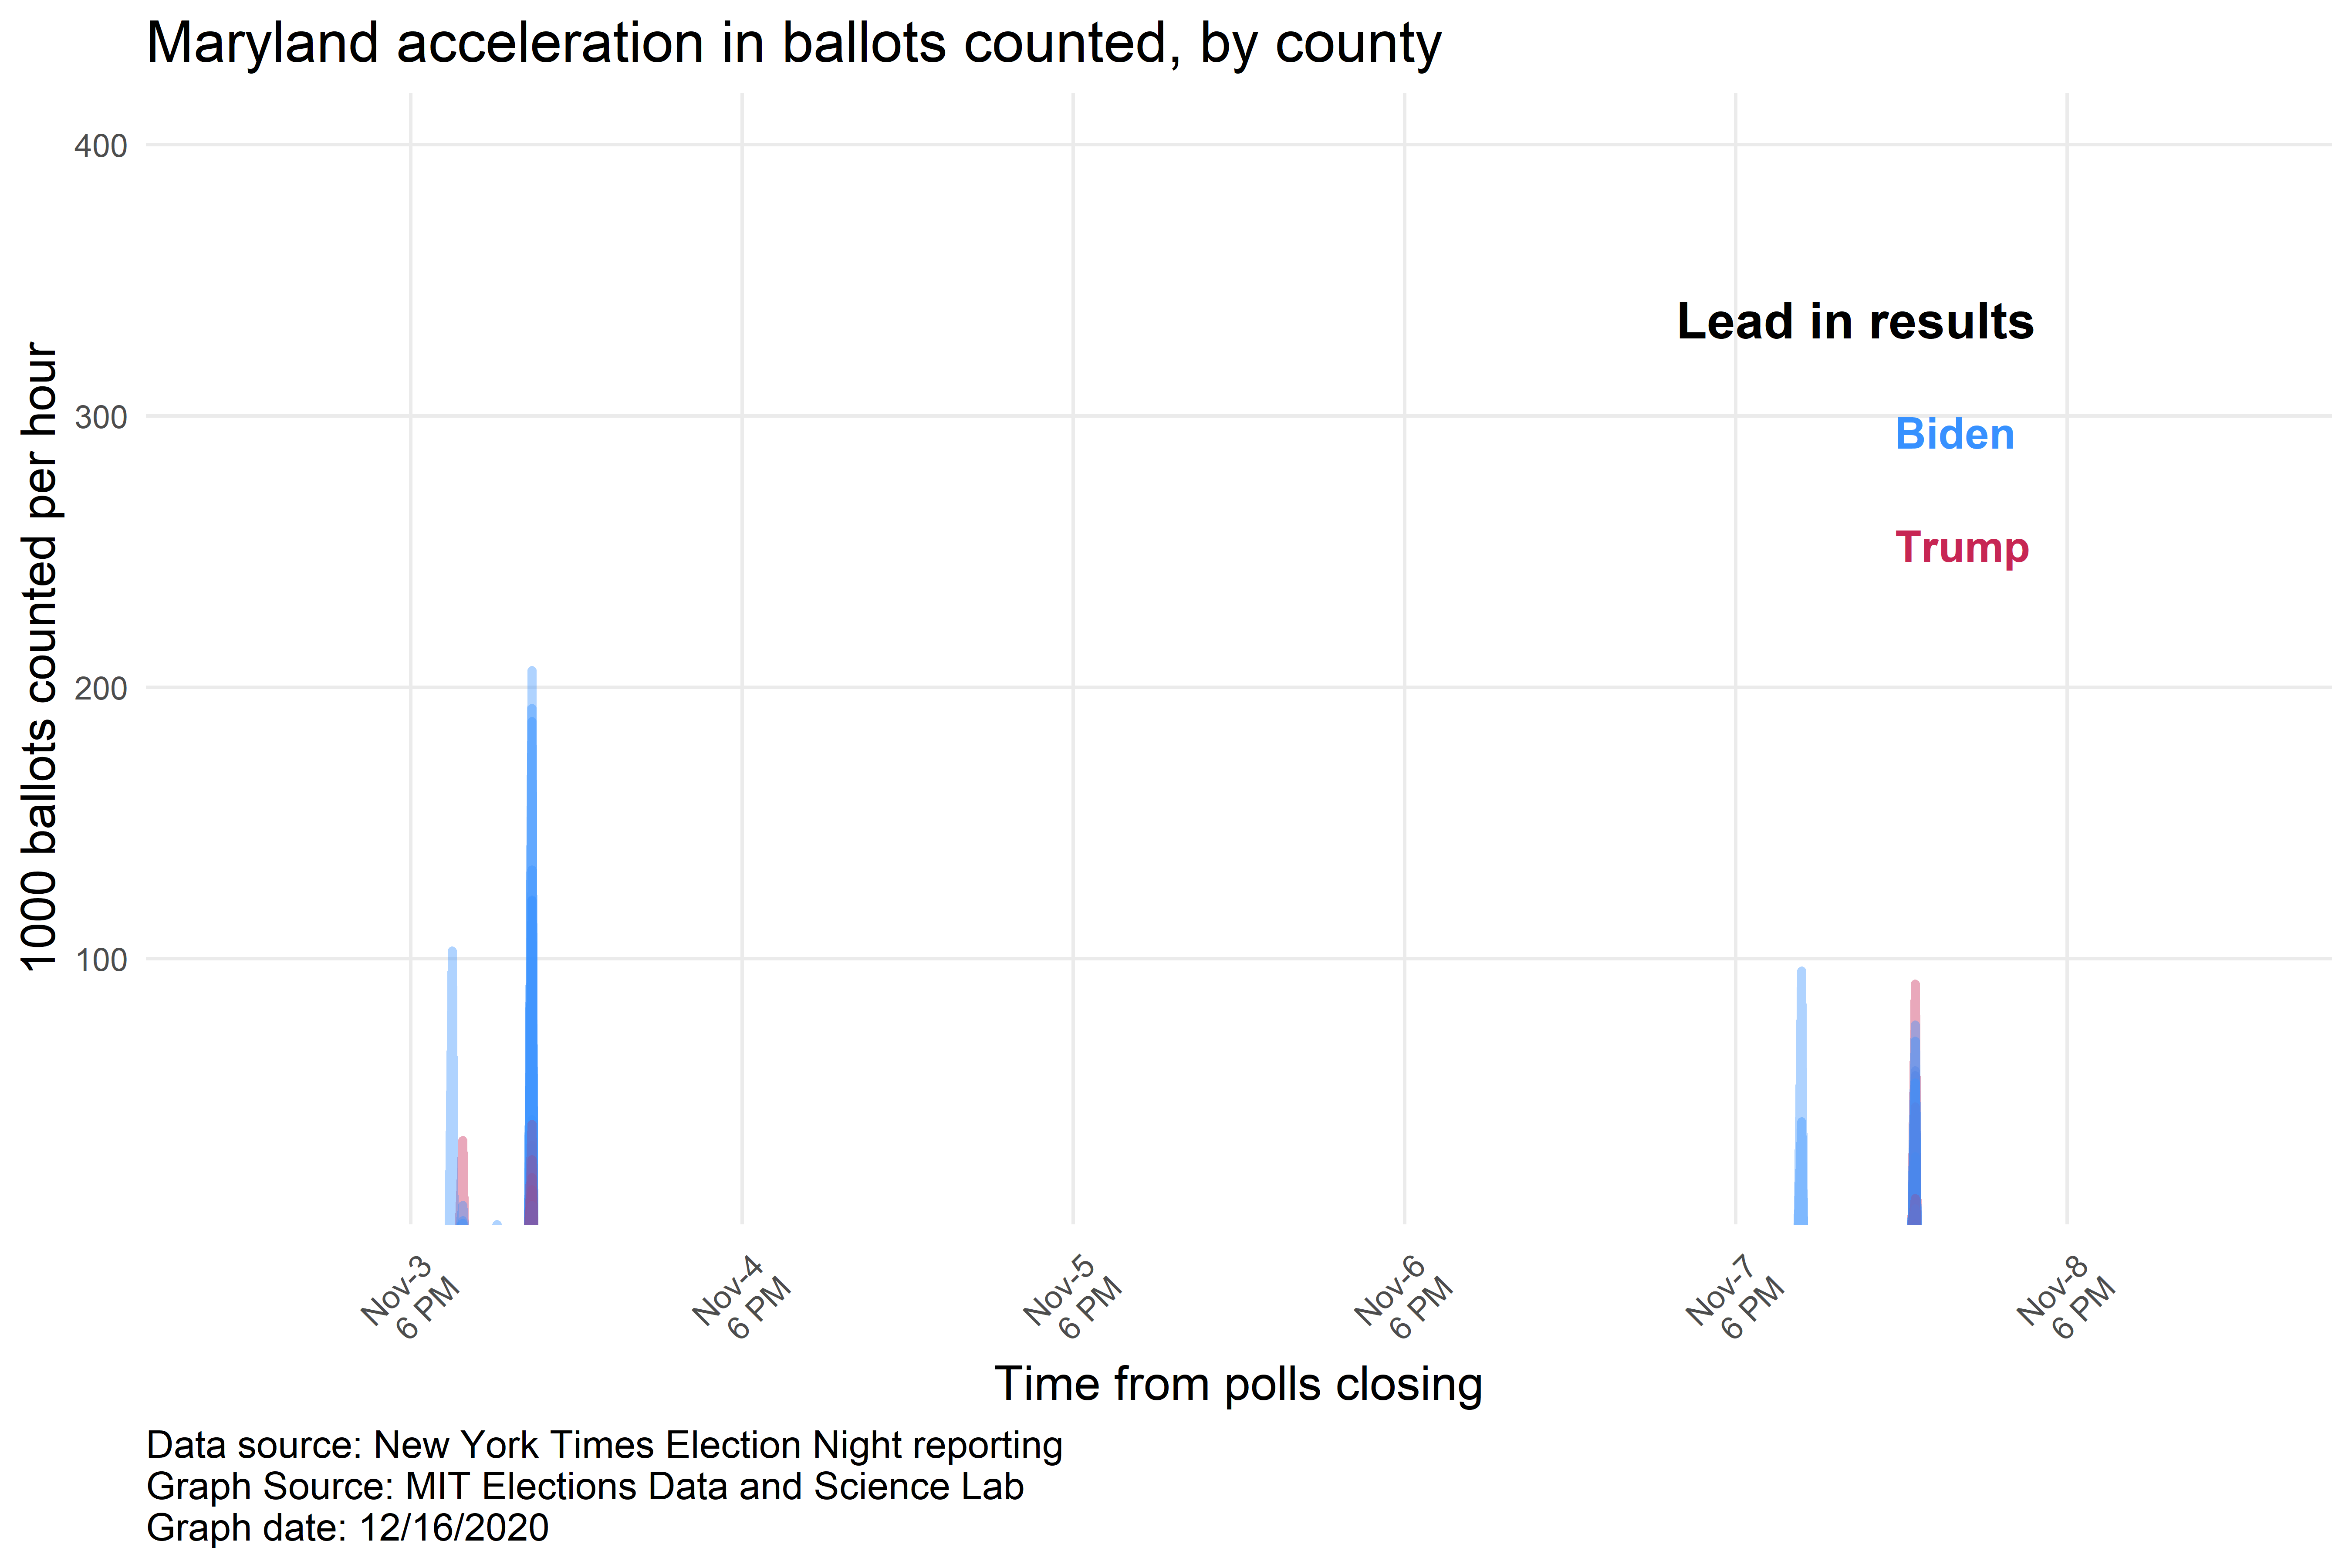 Maryland acceleration in ballots counted, by county
400
300
200
100
1000 ballots counted per hour
Lead in results
Biden
Trump
Nov-3
6 PM
Nov-4
6 PM
Nov-5
6 PM
Nov-6
6 PM
Nov-7
6 PM
Nov-8
6 PM
Time from polls closing
Data source: New York Times Election Night reporting
Graph Source: MIT Elections Data and Science Lab
Graph date: 12/16/2020